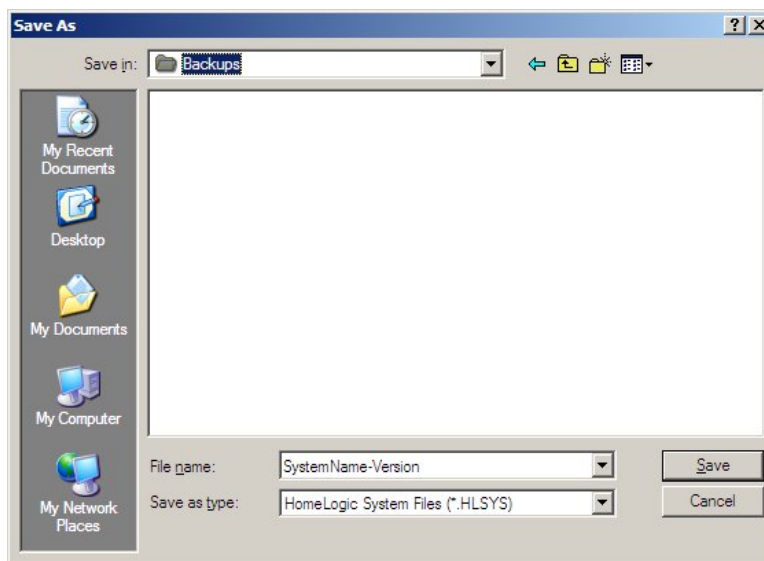 Save As
Save in:
Backups
My Recent
Documents
Desktop
My Documents
My Computer
My Network
Places
File name:
SystemName-Version
Save
Save as type:
HomeLogic System Files (*.HLSYS)
Cancel